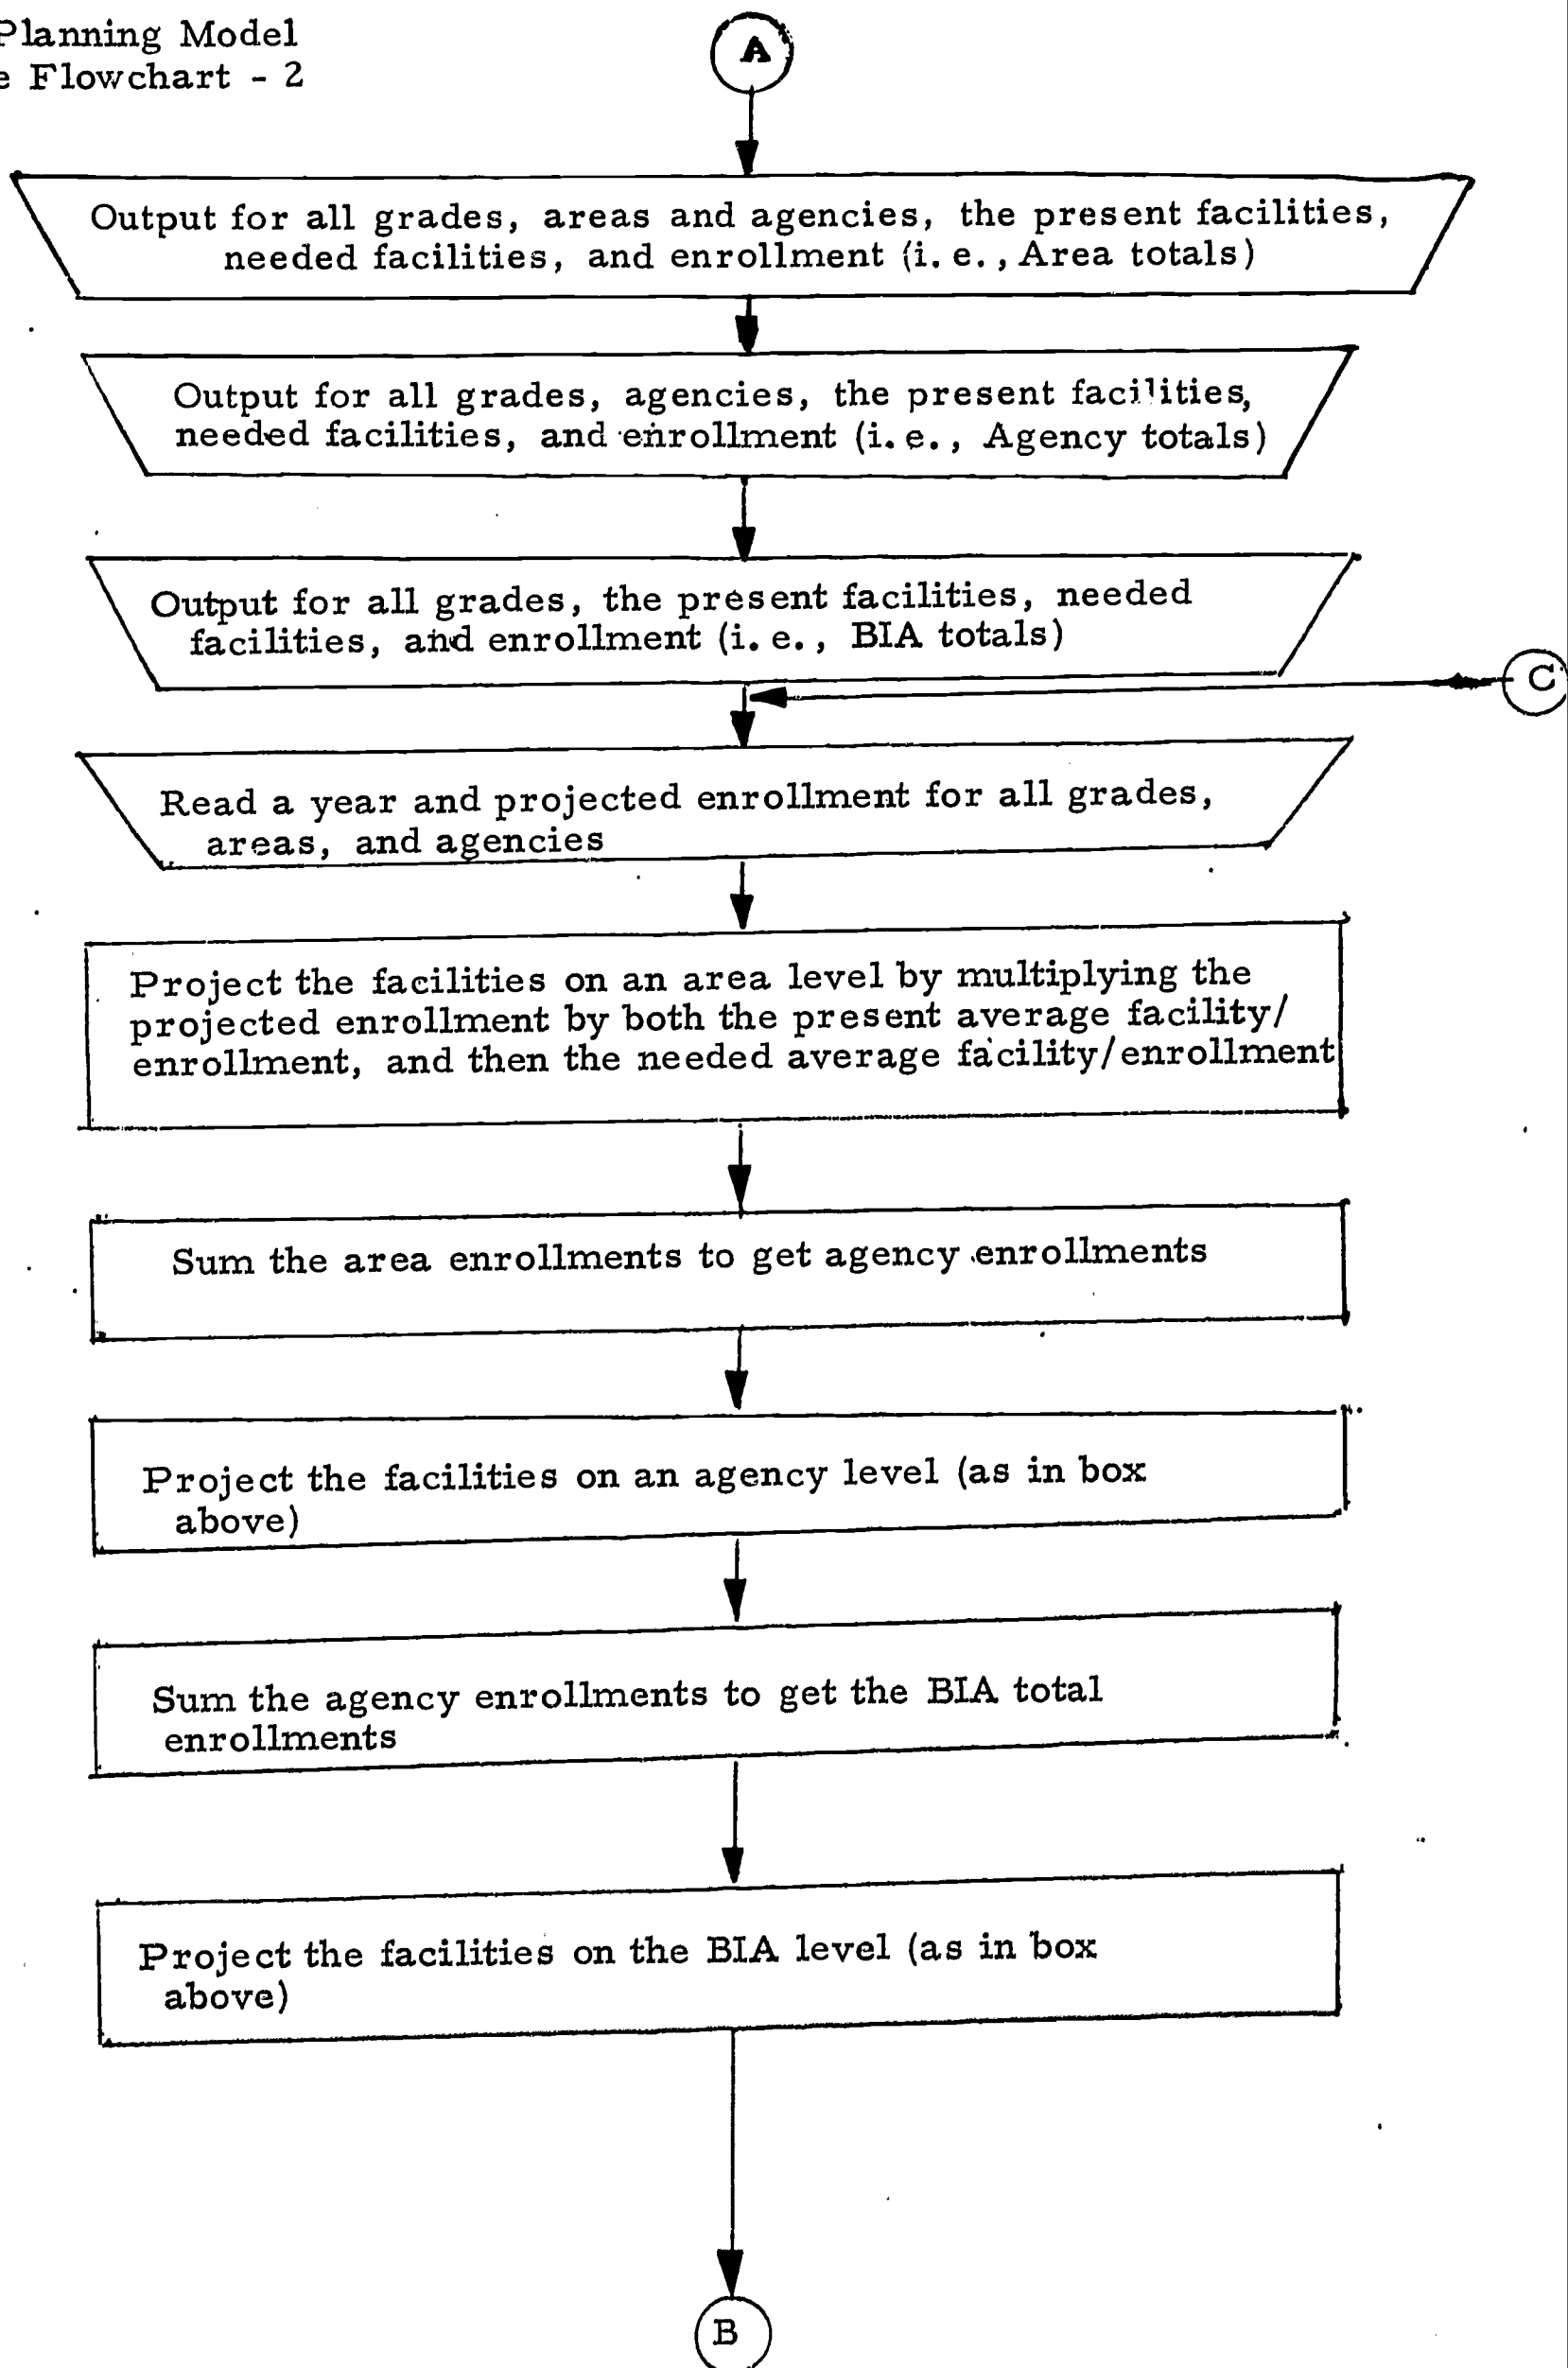 Planning Model
e Flowchart - 2
A
Output for all grades, areas and agencies, the present facilities,
needed facilities, and enrollment (i. e., Area totals)
Output for all grades, agencies, the present facilities,
needed facilities, and enrollment (i. e., Agency totals)
Output for all grades, the present facilities, needed
facilities, and enrollment (i. e., BIA totals)
C
Read a year and projected enrollment for all grades,
areas, and agencies
Project the facilities on an area level by multiplying the
projected enrollment by both the present average facility/
enrollment, and then the needed average facility/enrollment
Sum the area enrollments to get agency enrollments
Project the facilities on an agency level (as in box
above)
Sum the agency enrollments to get the BIA total
enrollments
Project the facilities on the BIA level (as in box
above)
B